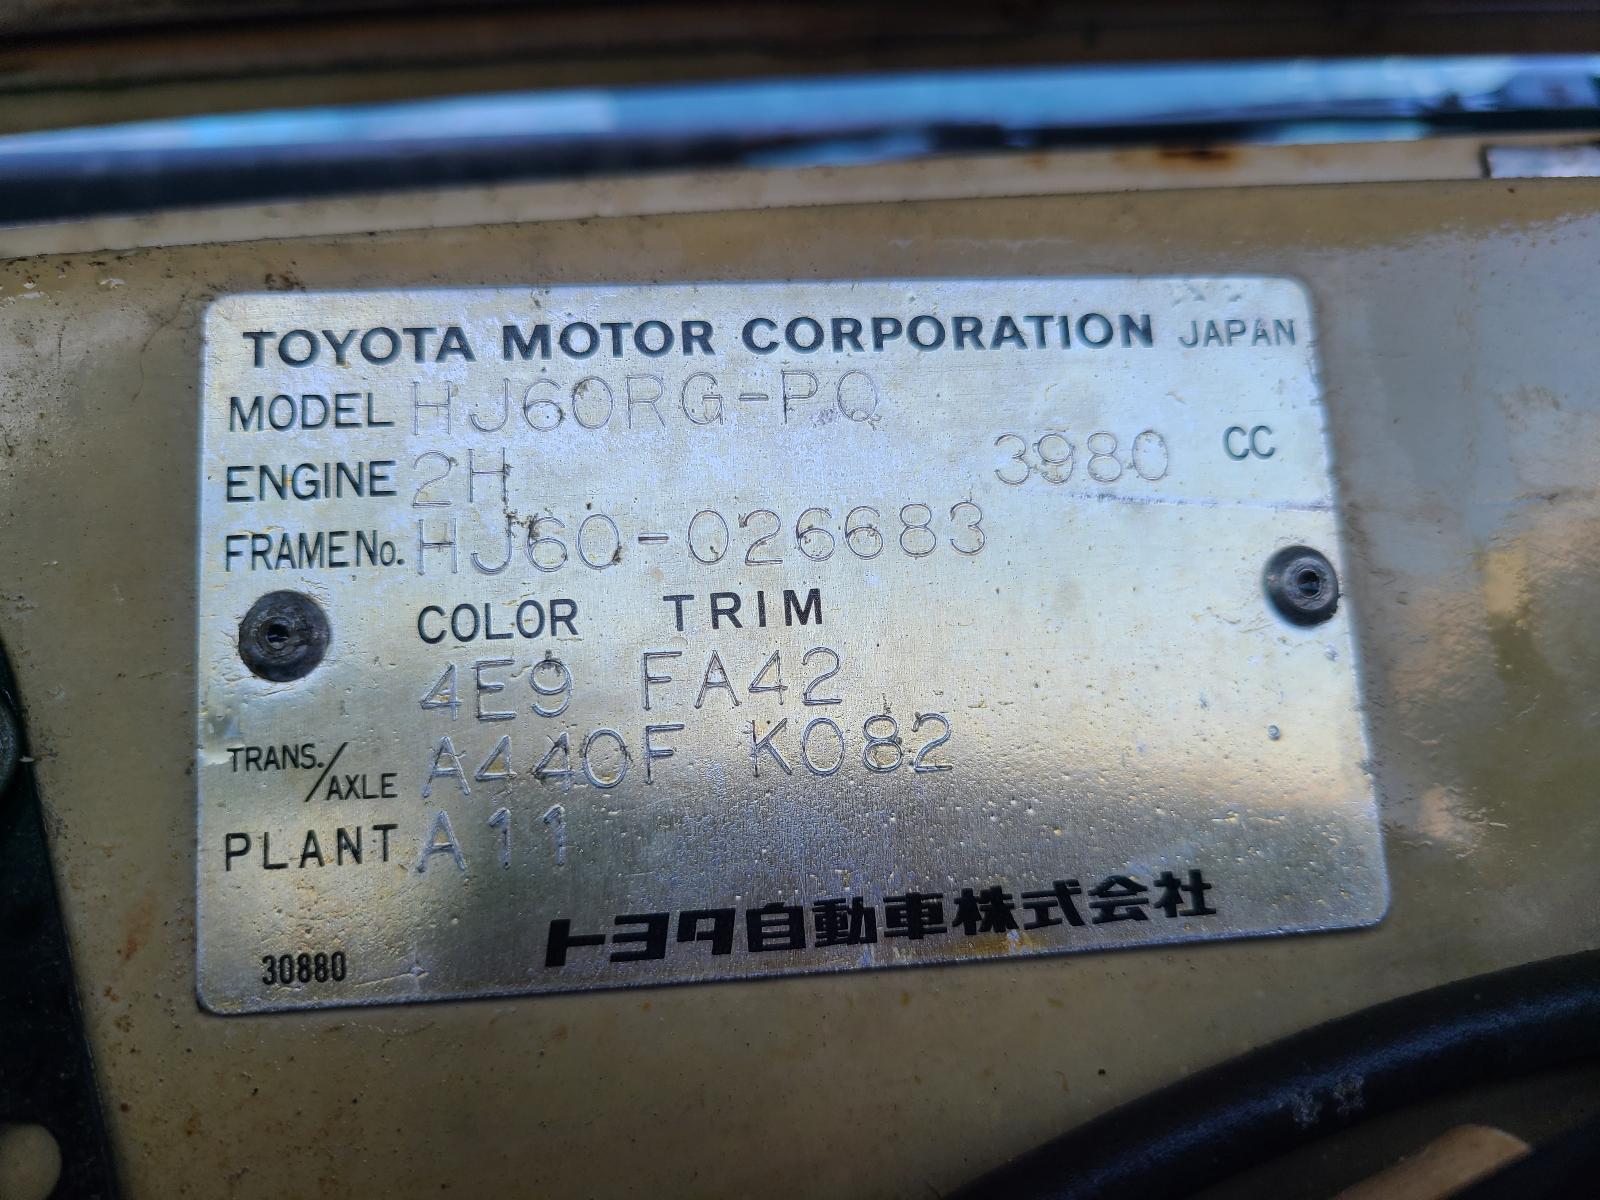 TOYOTA MOTOR CORPORATION JAPAN
MODEL HJ60RG-PQ
ENGINE 2H 3980 CC
FRAME No. HJ60-026683
COLOR TRIM
4E9 FA42
TRANS./AXLE A440F K082
PLANT A11
トヨタ自動車株式会社
30880